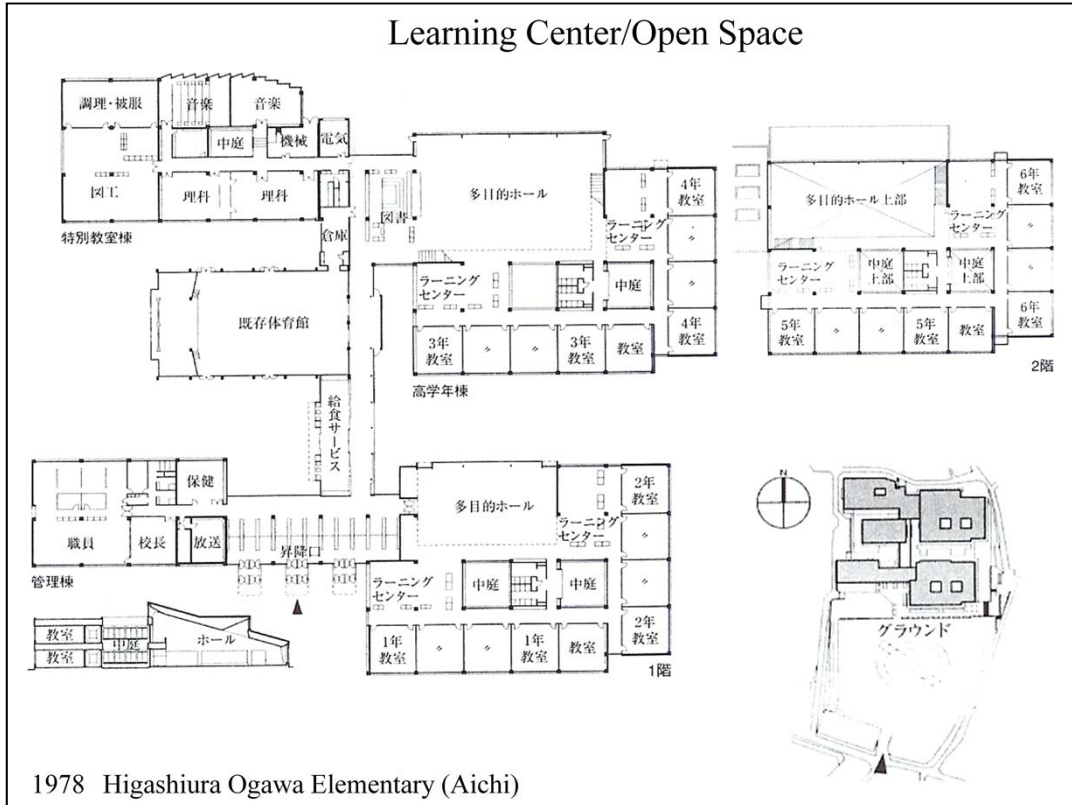 Learning Center/Open Space
調理・被服
音楽
音楽
中庭
機械
電気
図工
理科
理科
特別教室棟
倉庫
図書
多目的ホール
4年
教室
〃
ラーニング
センター
〃
ラーニング
センター
中庭
4年
教室
3年
教室
〃
〃
3年
教室
教室
高学年棟
既存体育館
給食サービス
多目的ホール上部
6年
教室
〃
ラーニング
センター
〃
ラーニング
センター
中庭
上部
中庭
上部
6年
教室
5年
教室
〃
〃
5年
教室
教室
2階
保健
職員
校長
放送
昇降口
管理棟
多目的ホール
2年
教室
〃
ラーニング
センター
〃
ラーニング
センター
中庭
中庭
2年
教室
1年
教室
〃
〃
1年
教室
教室
1階
教室
教室
中庭
ホール
N
グラウンド
1978 Higashiura Ogawa Elementary (Aichi)